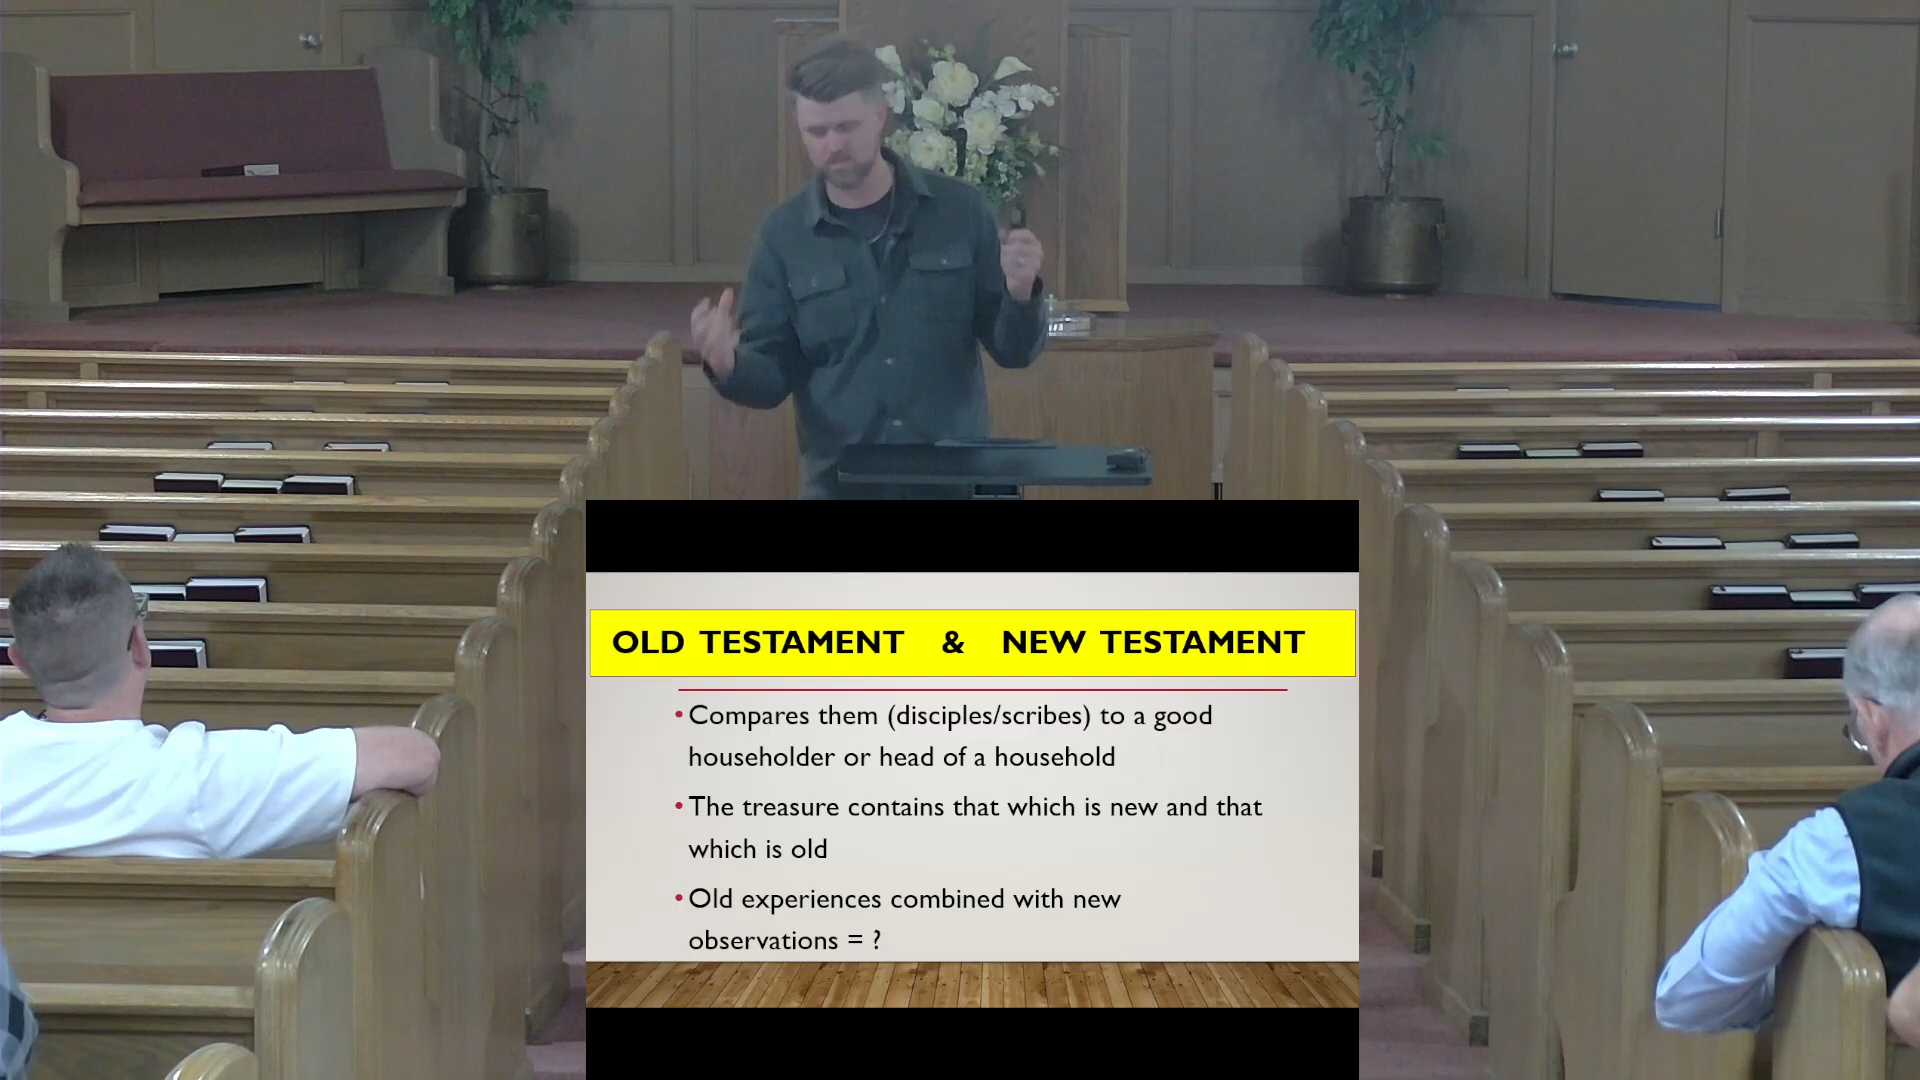 OLD TESTAMENT & NEW TESTAMENT
• Compares them (disciples/scribes) to a good
householder or head of a household
• The treasure contains that which is new and that
which is old
• Old experiences combined with new
observations = ?